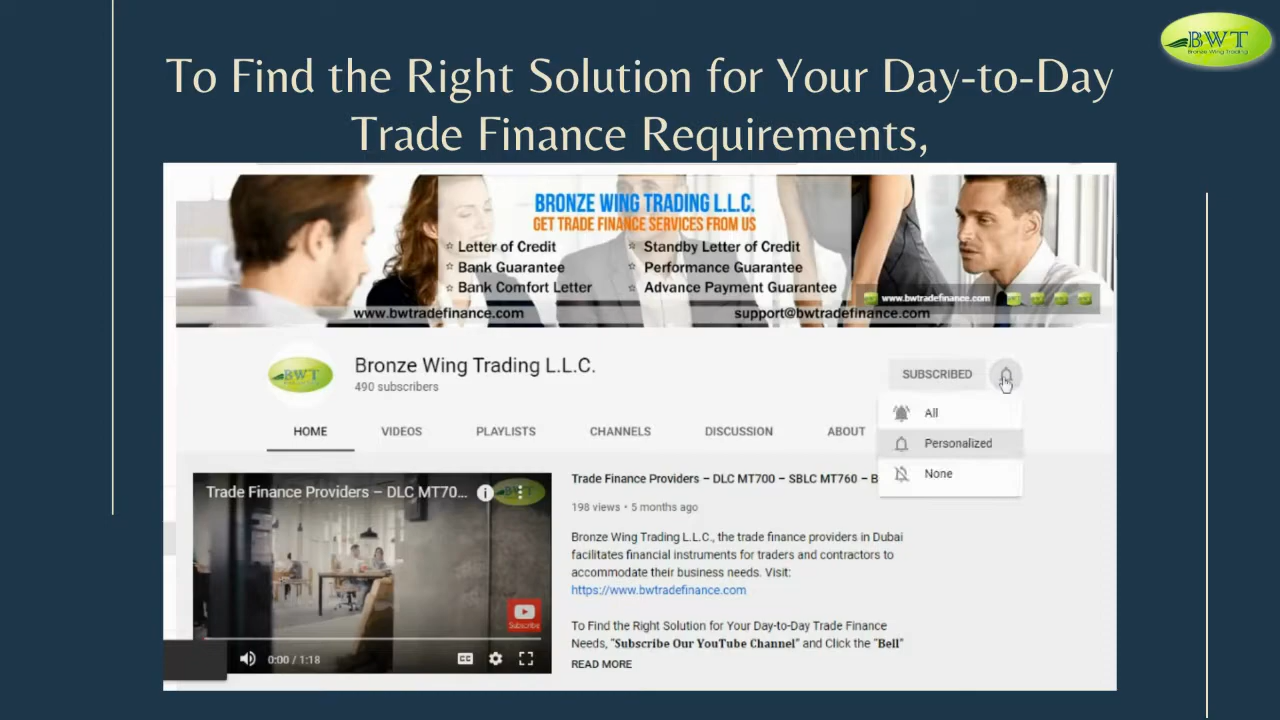 BWT
Bronze Wing Trading
To Find the Right Solution for Your Day-to-Day
Trade Finance Requirements,
BRONZE WING TRADING L.L.C.
GET TRADE FINANCE SERVICES FROM US
☆ Letter of Credit
☆ Standby Letter of Credit
☆ Bank Guarantee
☆ Performance Guarantee
☆ Bank Comfort Letter
☆ Advance Payment Guarantee
www.bwtradefinance.com
www.bwtradefinance.com
support@bwtradefinance.com
BWT
Bronze Wing Trading L.L.C.
490 subscribers
SUBSCRIBED
All
Personalized
None
HOME
VIDEOS
PLAYLISTS
CHANNELS
DISCUSSION
ABOUT
Trade Finance Providers – DLC MT70...
BWT
Subscribe
0:00 / 1:18
CC
Trade Finance Providers – DLC MT700 – SBLC MT760 – B
198 views • 5 months ago
Bronze Wing Trading L.L.C., the trade finance providers in Dubai
facilitates financial instruments for traders and contractors to
accommodate their business needs. Visit:
https://www.bwtradefinance.com
To Find the Right Solution for Your Day-to-Day Trade Finance
Needs, "Subscribe Our YouTube Channel" and Click the "Bell"
READ MORE